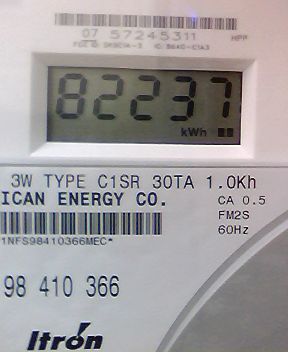 07 57245311
HPP
82237
kWh
3W TYPE C1SR 30TA 1.0Kh
ICAN ENERGY CO.
CA 0.5
FM2S
60Hz
1NFS98410366MEC*
98 410 366
Itron